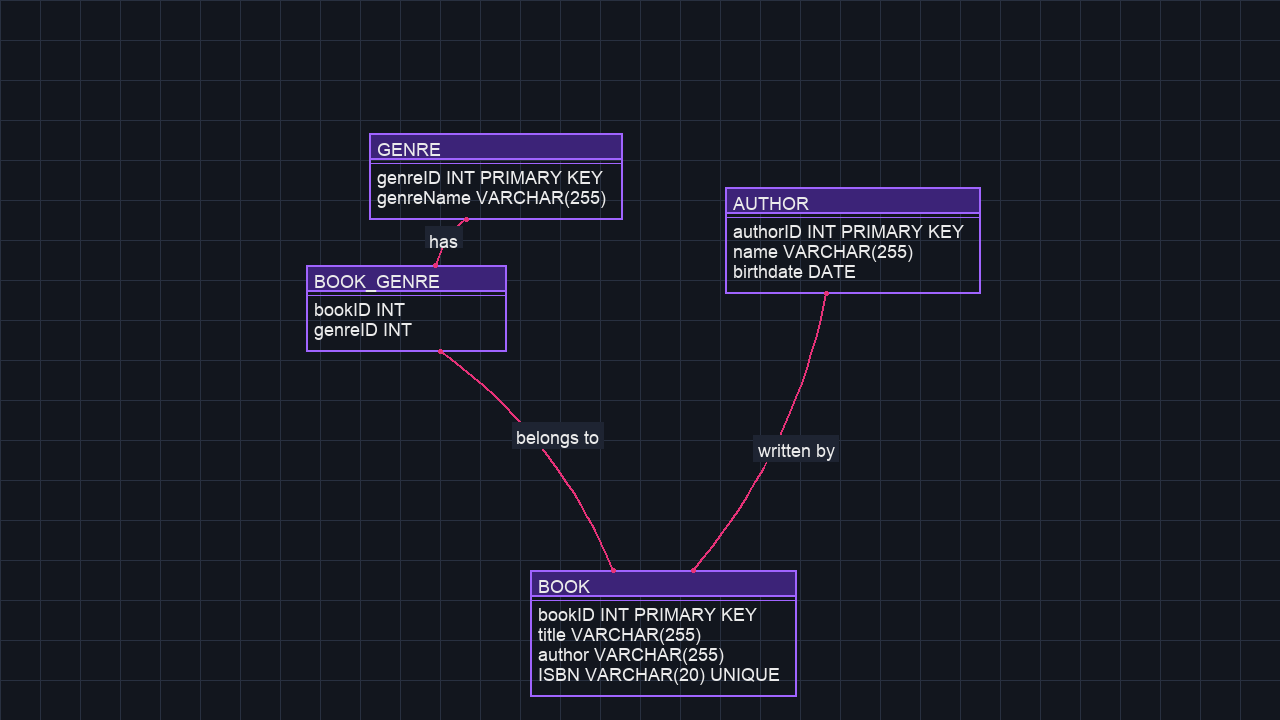 GENRE
genreID INT PRIMARY KEY
genreName VARCHAR(255)
AUTHOR
authorID INT PRIMARY KEY
name VARCHAR(255)
birthdate DATE
has
BOOK_GENRE
bookID INT
genreID INT
belongs to
written by
BOOK
bookID INT PRIMARY KEY
title VARCHAR(255)
author VARCHAR(255)
ISBN VARCHAR(20) UNIQUE